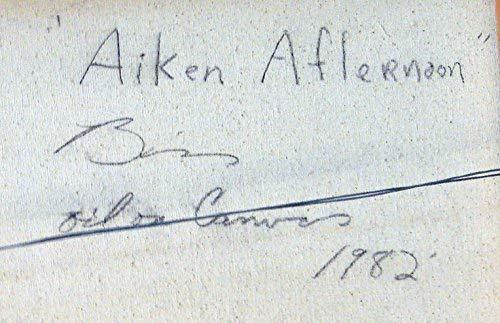 "Aiken Afternoon"
oil on Canvas
1982